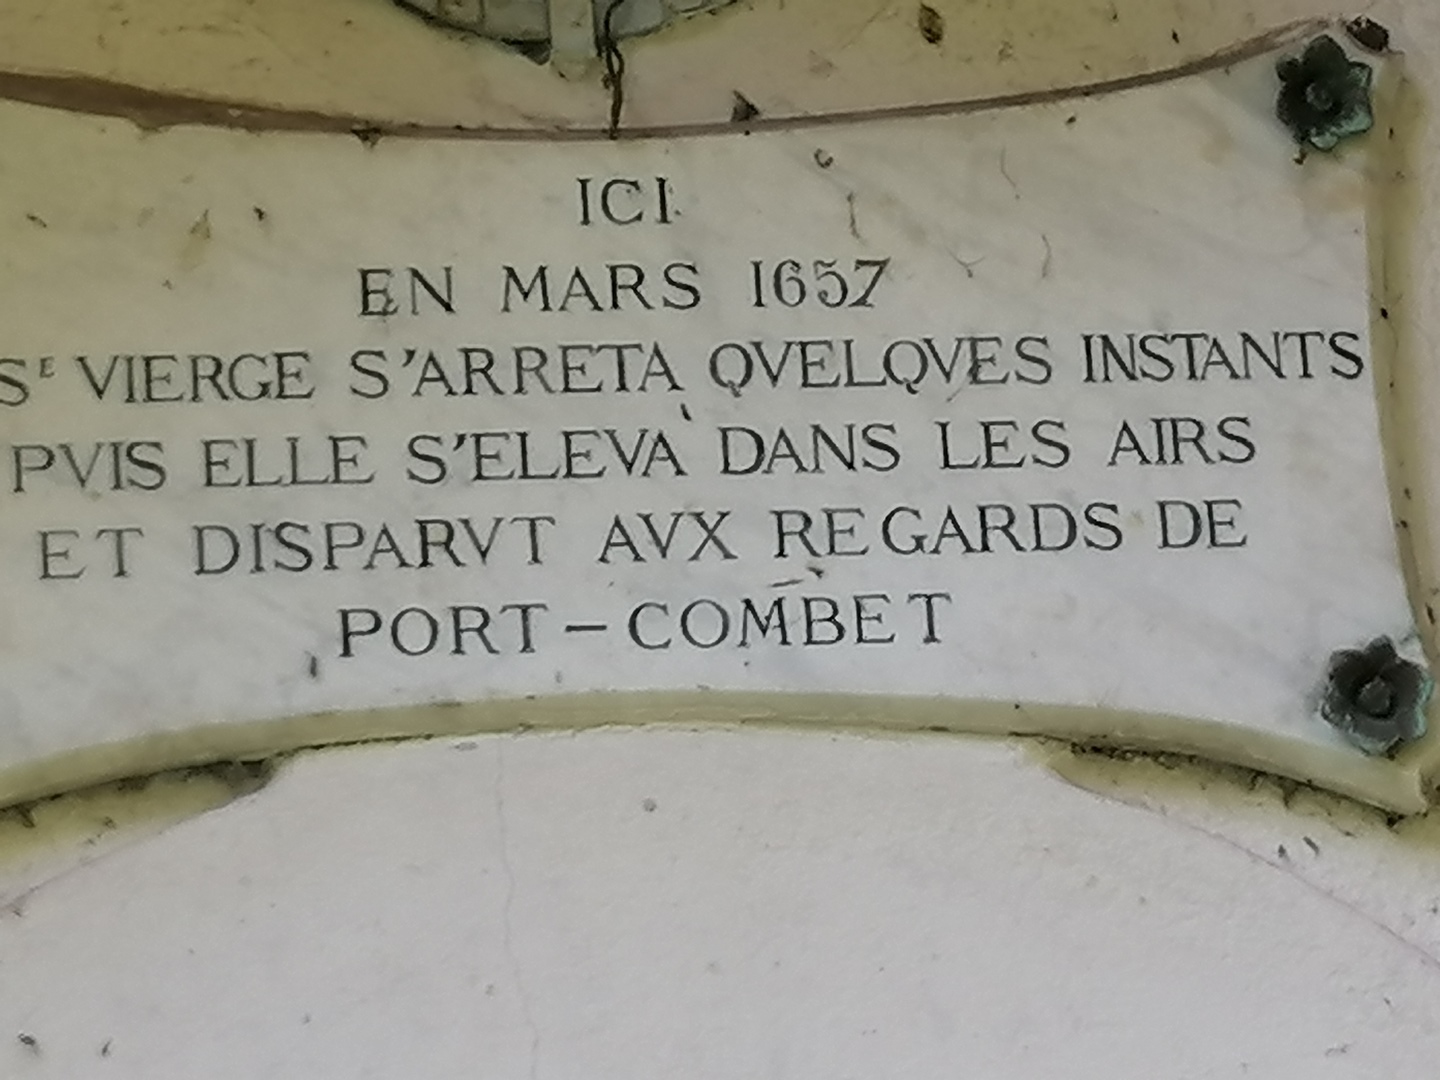 ICI
EN MARS 1657
Sᴱ VIERGE S'ARRETA QVELQVES INSTANTS
PVIS ELLE S'ELEVA DANS LES AIRS
ET DISPARVT AVX REGARDS DE
PORT-COMBET